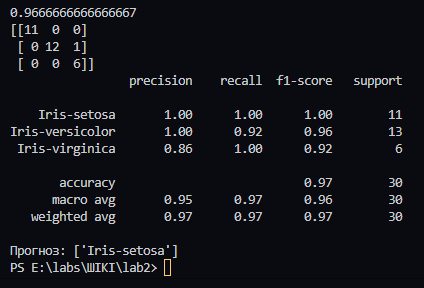 0.9666666666666667
[[11  0  0]
 [ 0 12  1]
 [ 0  0  6]]
                 precision    recall  f1-score   support

    Iris-setosa       1.00      1.00      1.00        11
Iris-versicolor       1.00      0.92      0.96        13
 Iris-virginica       0.86      1.00      0.92         6

       accuracy                           0.97        30
      macro avg       0.95      0.97      0.96        30
   weighted avg       0.97      0.97      0.97        30

Прогноз: ['Iris-setosa']
PS E:\labs\ШIKI\lab2>